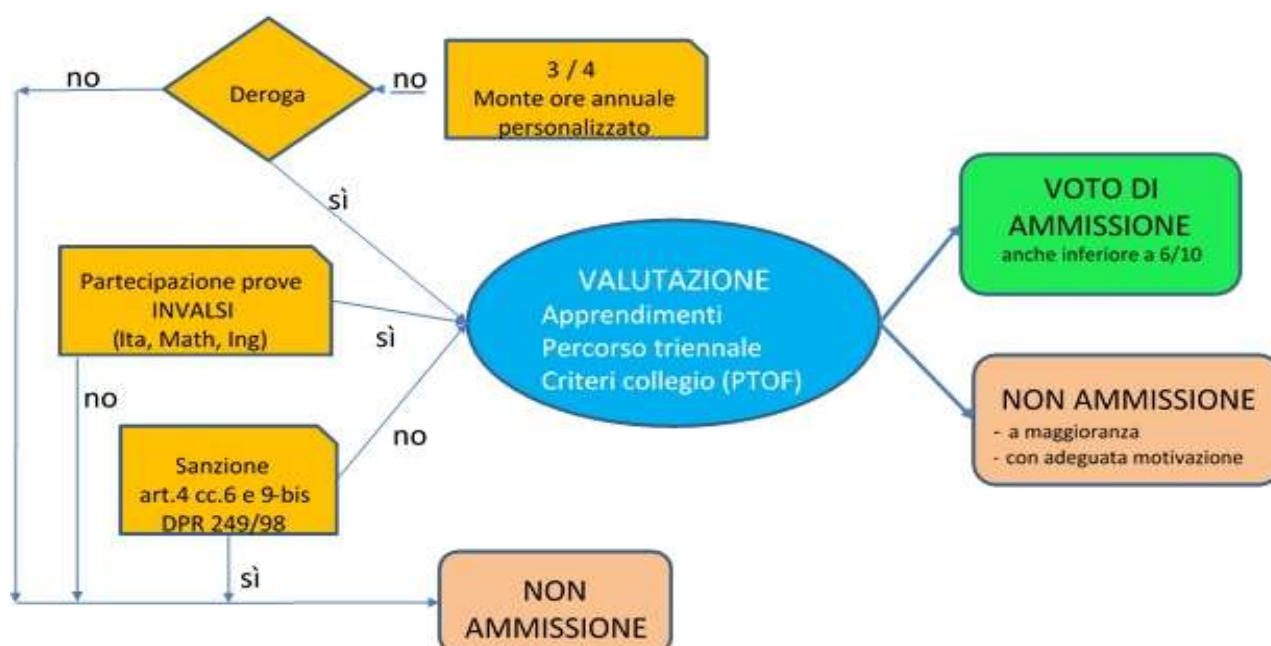 no
Deroga
no
3 / 4
Monte ore annuale
personalizzato
sì
Partecipazione prove
INVALSI
(Ita, Math, Ing)
sì
no
Sanzione
art.4 cc.6 e 9-bis
DPR 249/98
no
sì
VALUTAZIONE
Apprendimenti
Percorso triennale
Criteri collegio (PTOF)
VOTO DI
AMMISSIONE
anche inferiore a 6/10
NON AMMISSIONE
- a maggioranza
- con adeguata motivazione
NON
AMMISSIONE